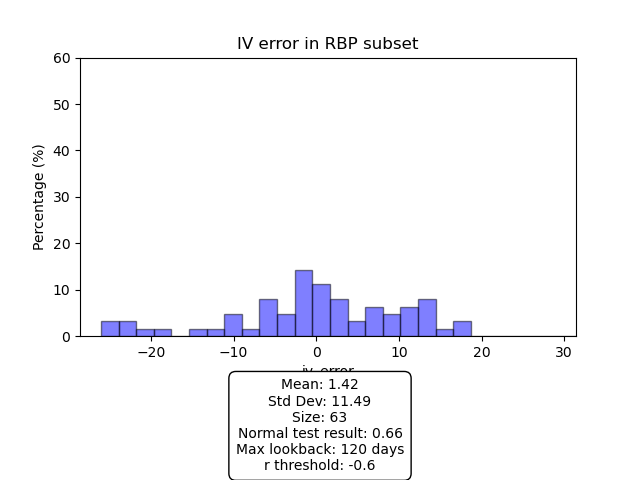 IV error in RBP subset
Percentage (%)
60
50
40
30
20
10
0
−20
−10
0
10
20
30
iv_error
Mean: 1.42
Std Dev: 11.49
Size: 63
Normal test result: 0.66
Max lookback: 120 days
r threshold: -0.6